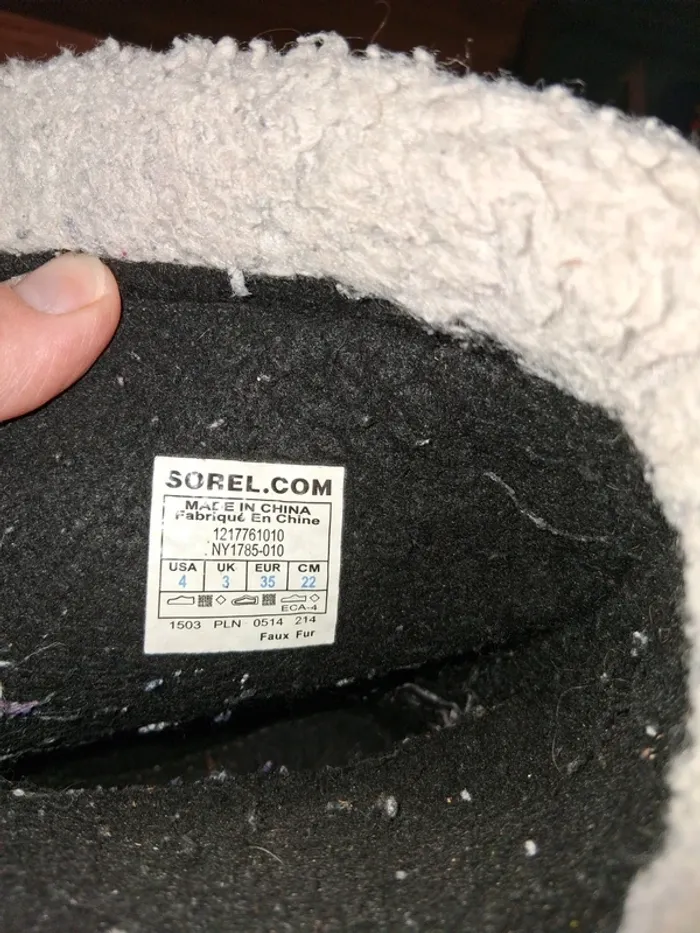 SOREL.COM
MADE IN CHINA
Fabriqué En Chine
1217761010
NY1785-010
USA UK EUR CM
4 3 35 22
ECA-4
1503 PLN 0514 214
Faux Fur